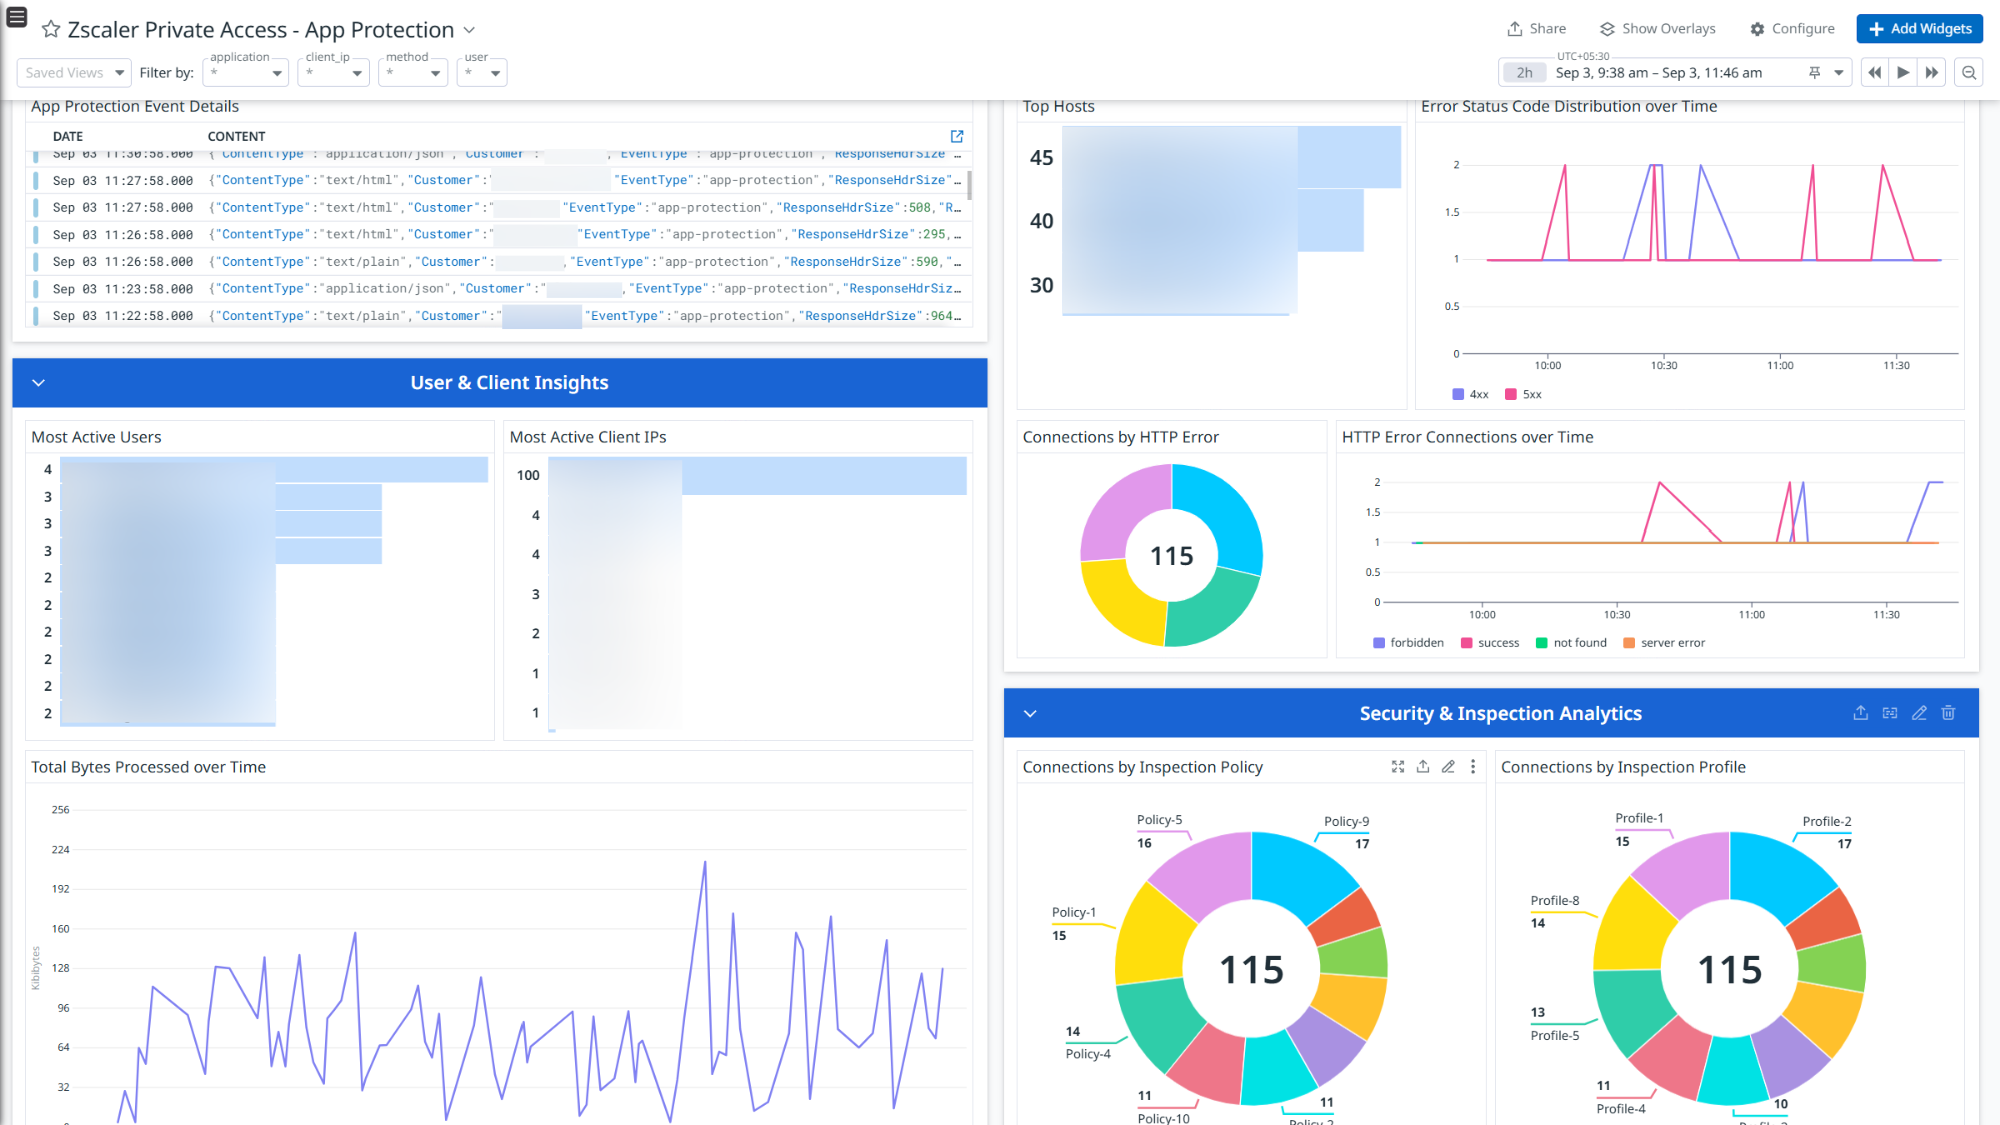 Zscaler Private Access - App Protection
Share
Show Overlays
Configure
Add Widgets
Saved Views
Filter by:
application
*
client_ip
*
method
*
user
*
UTC+05:30
2h
Sep 3, 9:38 am – Sep 3, 11:46 am
App Protection Event Details
DATE
CONTENT
Sep 03 11:30:58.000 {"ContentType":"application/json","Customer": , "EventType":"app-protection","ResponseHdrSize"…
Sep 03 11:27:58.000 {"ContentType":"text/html","Customer":" "EventType":"app-protection","ResponseHdrSize"…
Sep 03 11:27:58.000 {"ContentType":"text/html","Customer":" "EventType":"app-protection","ResponseHdrSize":508,"R…
Sep 03 11:26:58.000 {"ContentType":"text/html","Customer":" "EventType":"app-protection","ResponseHdrSize":295,…
Sep 03 11:26:58.000 {"ContentType":"text/plain","Customer": ,"EventType":"app-protection","ResponseHdrSize":590,"…
Sep 03 11:23:58.000 {"ContentType":"application/json","Customer":" ,"EventType":"app-protection","ResponseHdrSiz…
Sep 03 11:22:58.000 {"ContentType":"text/plain","Customer":" "EventType":"app-protection","ResponseHdrSize":964…
Top Hosts
45
40
30
Error Status Code Distribution over Time
2
1.5
1
0.5
0
10:00
10:30
11:00
11:30
4xx
5xx
User & Client Insights
Most Active Users
4
3
3
3
2
2
2
2
2
2
Most Active Client IPs
100
4
4
3
2
1
1
Connections by HTTP Error
115
HTTP Error Connections over Time
2
1.5
1
0.5
0
10:00
10:30
11:00
11:30
forbidden
success
not found
server error
Total Bytes Processed over Time
Kibibytes
256
224
192
160
128
96
64
32
Security & Inspection Analytics
Connections by Inspection Policy
Policy-5
16
Policy-9
17
Policy-1
15
115
14
Policy-4
11
Policy-10
11
Policy-2
Connections by Inspection Profile
Profile-1
15
Profile-2
17
Profile-8
14
115
13
Profile-5
11
Profile-4
10